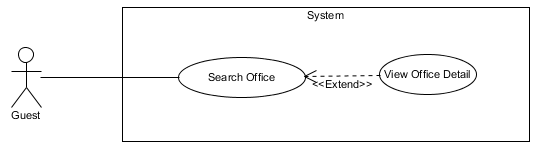 System
Search Office
View Office Detail
<<Extend>>
Guest